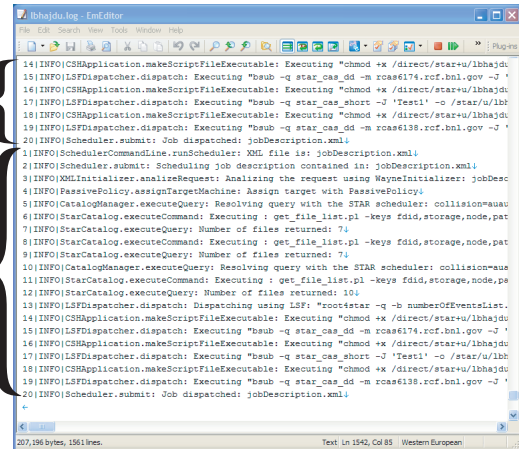 lbhajdu.log - EmEditor
File Edit Search View Tools Window Help
» Plug-ins
14|INFO|CSHApplication.makeScriptFileExecutable: Executing "chmod +x /direct/star+u/lbhajdu
15|INFO|LSFDispatcher.dispatch: Executing "bsub -q star_cas_dd -m rcas6174.rcf.bnl.gov -J '
16|INFO|CSHApplication.makeScriptFileExecutable: Executing "chmod +x /direct/star+u/lbhajdu
17|INFO|LSFDispatcher.dispatch: Executing "bsub -q star_cas_short -J 'Test1' -o /star/u/lbh
18|INFO|CSHApplication.makeScriptFileExecutable: Executing "chmod +x /direct/star+u/lbhajdu
19|INFO|LSFDispatcher.dispatch: Executing "bsub -q star_cas_dd -m rcas6138.rcf.bnl.gov -J '
20|INFO|Scheduler.submit: Job dispatched: jobDescription.xml↓
1|INFO|SchedulerCommandLine.runScheduler: XML file is: jobDescription.xml↓
2|INFO|Scheduler.submit: Scheduling job description contained in: jobDescription.xml↓
3|INFO|XMLInitializer.analizeRequest: Analizing the request using WayneInitializer: jobDesc
4|INFO|PassivePolicy.assignTargetMachine: Assign target with PassivePolicy↓
5|INFO|CatalogManager.executeQuery: Resolving query with the STAR scheduler: collision=auau
6|INFO|StarCatalog.executeCommand: Executing : get_file_list.pl -keys fdid,storage,node,pat
7|INFO|StarCatalog.executeQuery: Number of files returned: 7↓
8|INFO|StarCatalog.executeCommand: Executing : get_file_list.pl -keys fdid,storage,node,pat
9|INFO|StarCatalog.executeQuery: Number of files returned: 7↓
10|INFO|CatalogManager.executeQuery: Resolving query with the STAR scheduler: collision=aua
11|INFO|StarCatalog.executeCommand: Executing : get_file_list.pl -keys fdid,storage,node,pa
12|INFO|StarCatalog.executeQuery: Number of files returned: 10↓
13|INFO|LSFDispatcher.dispatch: Dispatching using LSF: "root4star -q -b numberOfEventsList.
14|INFO|CSHApplication.makeScriptFileExecutable: Executing "chmod +x /direct/star+u/lbhajdu
15|INFO|LSFDispatcher.dispatch: Executing "bsub -q star_cas_dd -m rcas6174.rcf.bnl.gov -J '
16|INFO|CSHApplication.makeScriptFileExecutable: Executing "chmod +x /direct/star+u/lbhajdu
17|INFO|LSFDispatcher.dispatch: Executing "bsub -q star_cas_short -J 'Test1' -o /star/u/lbh
18|INFO|CSHApplication.makeScriptFileExecutable: Executing "chmod +x /direct/star+u/lbhajdu
19|INFO|LSFDispatcher.dispatch: Executing "bsub -q star_cas_dd -m rcas6138.rcf.bnl.gov -J '
20|INFO|Scheduler.submit: Job dispatched: jobDescription.xml↓
←
207,196 bytes, 1561 lines. Text Ln 1542, Col 85 Western European